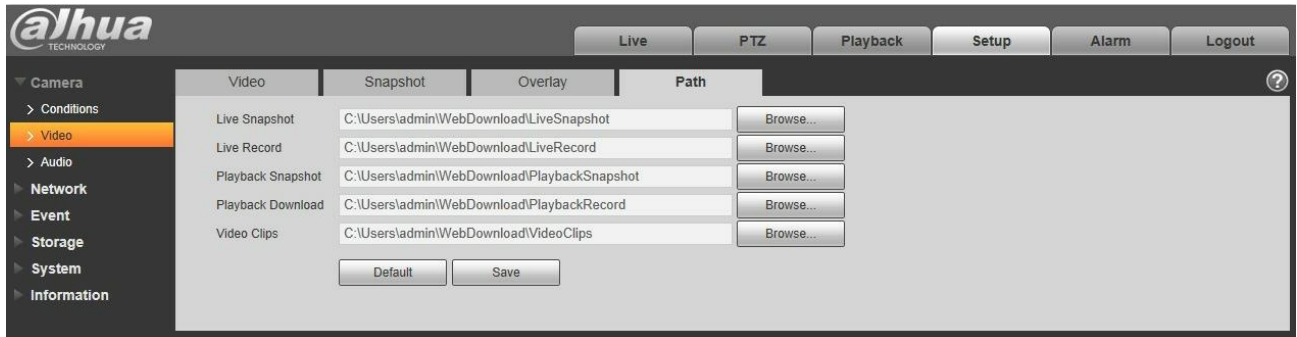 alhua
TECHNOLOGY
Live PTZ Playback Setup Alarm Logout
Camera
Conditions
Video
Audio
Network
Event
Storage
System
Information
Video Snapshot Overlay Path
?
Live Snapshot C:\Users\admin\WebDownload\LiveSnapshot Browse...
Live Record C:\Users\admin\WebDownload\LiveRecord Browse...
Playback Snapshot C:\Users\admin\WebDownload\PlaybackSnapshot Browse...
Playback Download C:\Users\admin\WebDownload\PlaybackRecord Browse...
Video Clips C:\Users\admin\WebDownload\VideoClips Browse...
Default Save